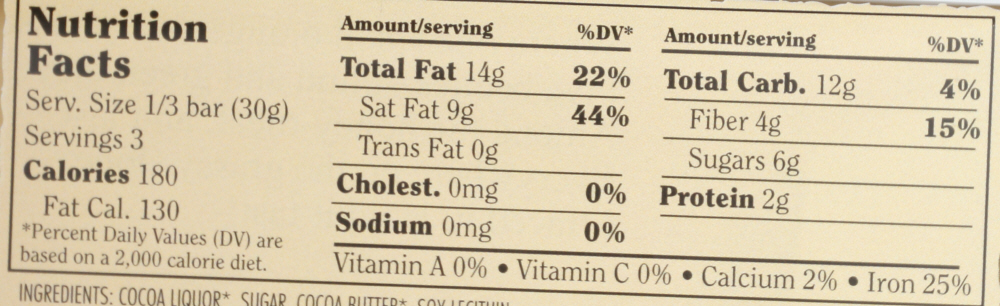 Nutrition
Facts
Serv. Size 1/3 bar (30g)
Servings 3
Calories 180
Fat Cal. 130
*Percent Daily Values (DV) are
based on a 2,000 calorie diet.
Amount/serving %DV*
Total Fat 14g 22%
Sat Fat 9g 44%
Trans Fat 0g
Cholest. 0mg 0%
Sodium 0mg 0%
Amount/serving %DV*
Total Carb. 12g 4%
Fiber 4g 15%
Sugars 6g
Protein 2g
Vitamin A 0% • Vitamin C 0% • Calcium 2% • Iron 25%
INGREDIENTS: COCOA LIQUOR*, SUGAR, COCOA BUTTER*, SOY LECITHIN